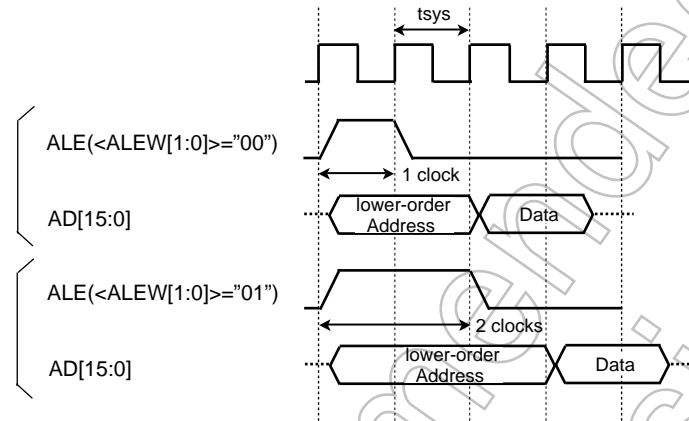 tsys
ALE(<ALEW[1:0]>=”00”)
1 clock
AD[15:0]
lower-order
Address
Data
ALE(<ALEW[1:0]>=”01”)
2 clocks
AD[15:0]
lower-order
Address
Data